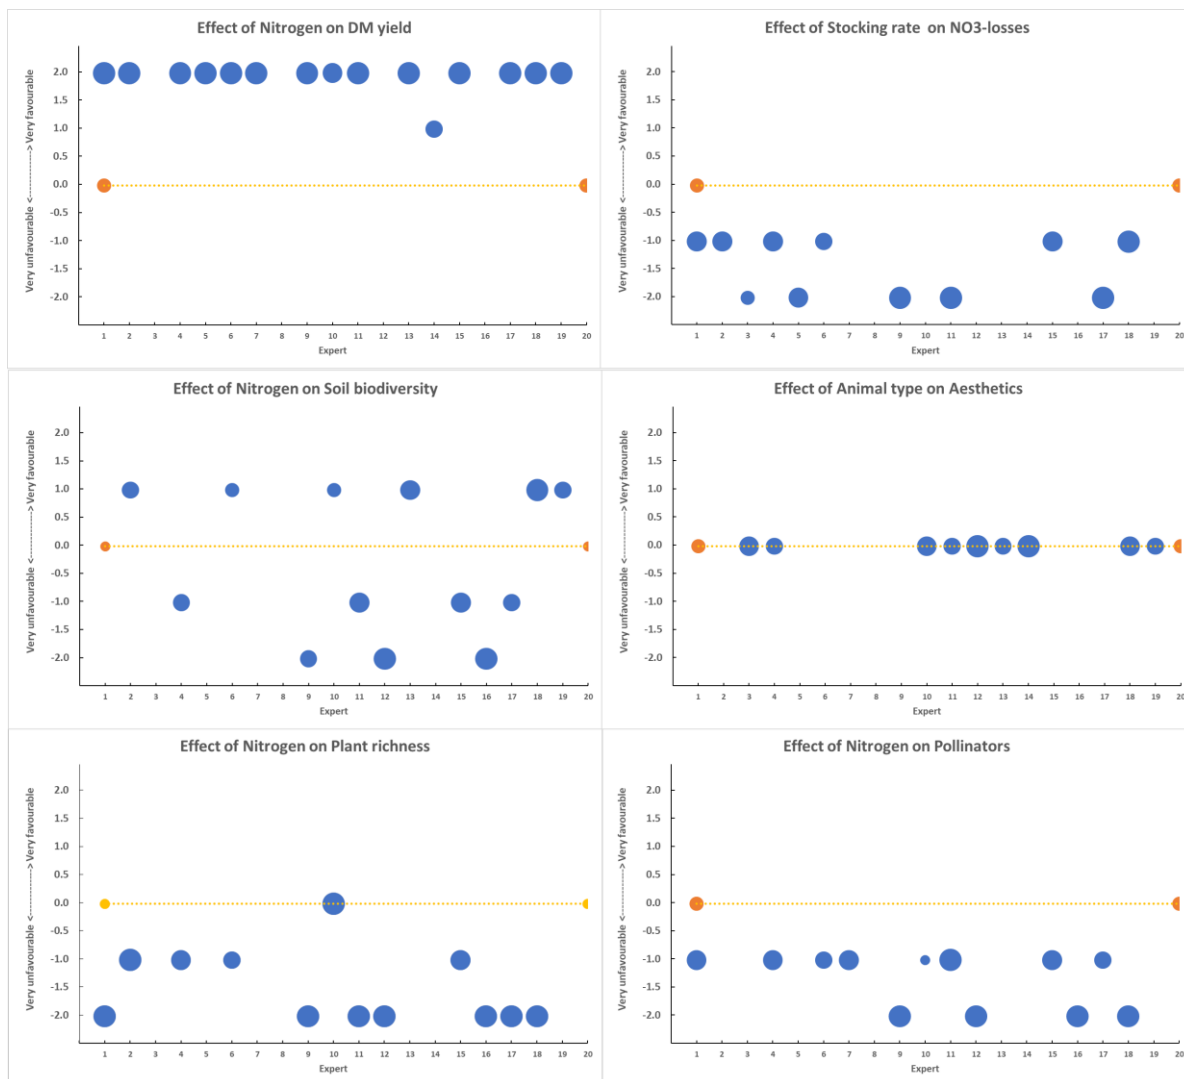 Effect of Nitrogen on DM yield
Very unfavourable <----------> Very favourable
2.0
1.5
1.0
0.5
0.0
-0.5
-1.0
-1.5
-2.0
1 2 3 4 5 6 7 8 9 10 11 12 13 14 15 16 17 18 19 20
Expert
Effect of Stocking rate on NO3-losses
Very unfavourable <----------> Very favourable
2.0
1.5
1.0
0.5
0.0
-0.5
-1.0
-1.5
-2.0
1 2 3 4 5 6 7 8 9 10 11 12 13 14 15 16 17 18 19 20
Expert
Effect of Nitrogen on Soil biodiversity
Very unfavourable <----------> Very favourable
2.0
1.5
1.0
0.5
0.0
-0.5
-1.0
-1.5
-2.0
1 2 3 4 5 6 7 8 9 10 11 12 13 14 15 16 17 18 19 20
Expert
Effect of Animal type on Aesthetics
Very unfavourable <----------> Very favourable
2.0
1.5
1.0
0.5
0.0
-0.5
-1.0
-1.5
-2.0
1 2 3 4 5 6 7 8 9 10 11 12 13 14 15 16 17 18 19 20
Expert
Effect of Nitrogen on Plant richness
Very unfavourable <----------> Very favourable
2.0
1.5
1.0
0.5
0.0
-0.5
-1.0
-1.5
-2.0
1 2 3 4 5 6 7 8 9 10 11 12 13 14 15 16 17 18 19 20
Expert
Effect of Nitrogen on Pollinators
Very unfavourable <----------> Very favourable
2.0
1.5
1.0
0.5
0.0
-0.5
-1.0
-1.5
-2.0
1 2 3 4 5 6 7 8 9 10 11 12 13 14 15 16 17 18 19 20
Expert